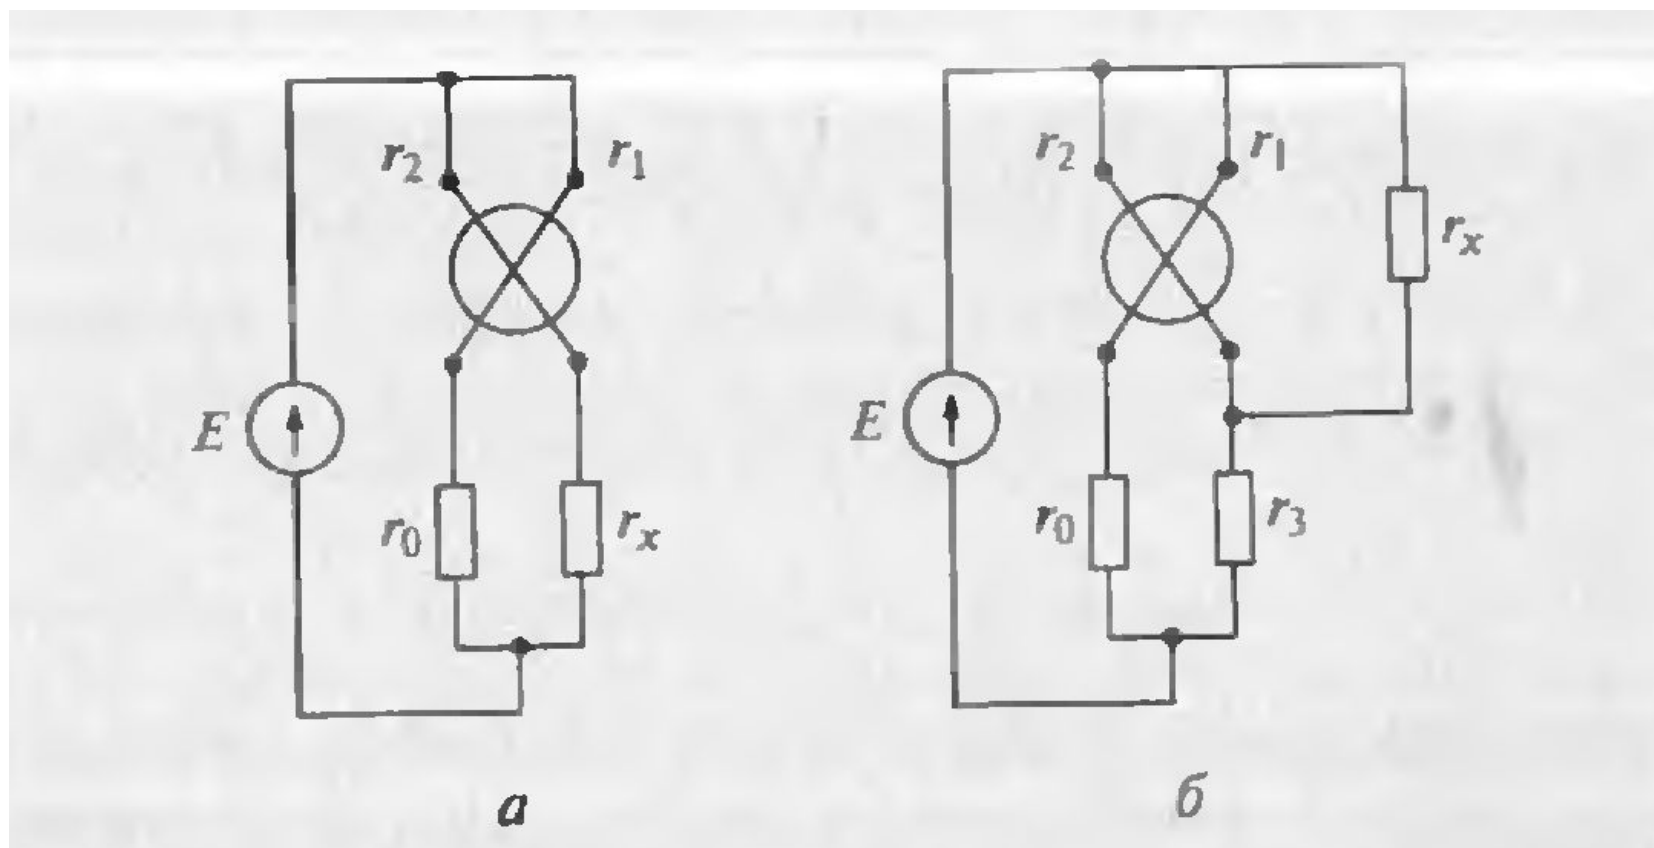 r₂ r₁
E
r₀ rₓ
а
r₂ r₁
rₓ
E
r₀ r₃
б